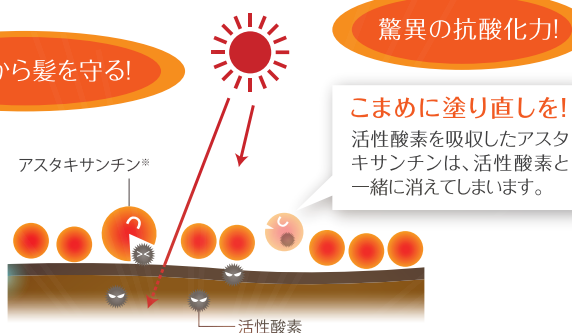 から髪を守る!
驚異の抗酸化力!
こまめに塗り直しを!
活性酸素を吸収したアスタ
キサンチンは、活性酸素と
一緒に消えてしまいます。
アスタキサンチン※
活性酸素